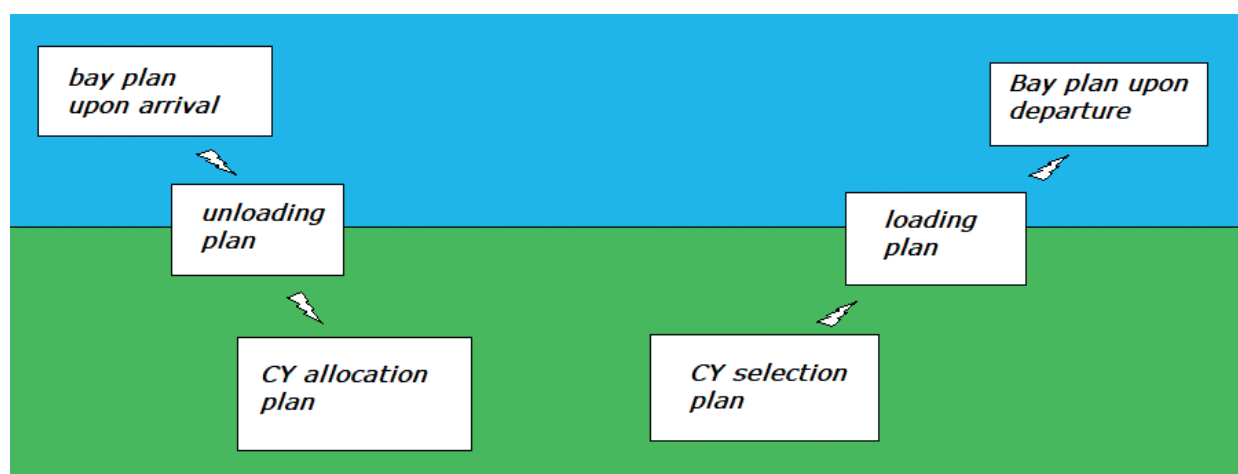 bay plan
upon arrival
Bay plan upon
departure
unloading
plan
loading
plan
CY allocation
plan
CY selection
plan